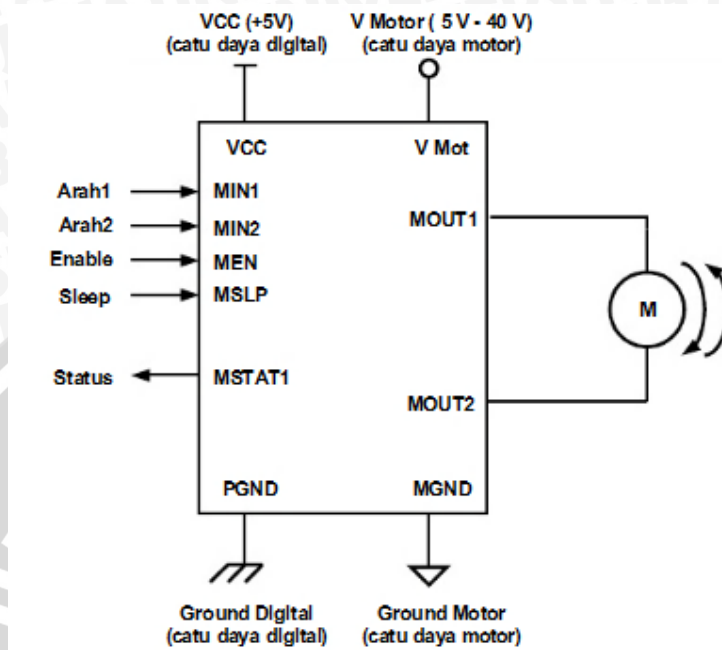 VCC (+5V)
(catu daya digital)
V Motor ( 5 V - 40 V)
(catu daya motor)
VCC
V Mot
Arah1
MIN1
Arah2
MIN2
Enable
MEN
Sleep
MSLP
MOUT1
M
Status
MSTAT1
MOUT2
PGND
MGND
Ground Digital
(catu daya digital)
Ground Motor
(catu daya motor)